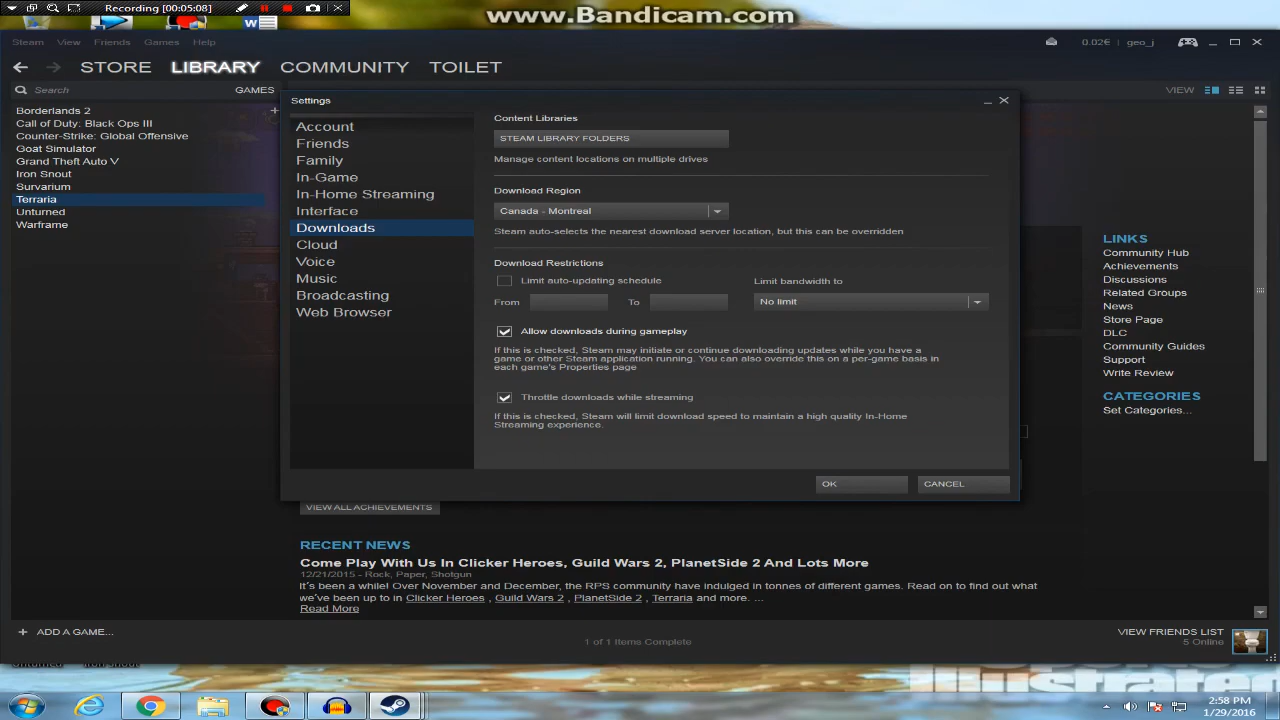 Recording [00:05:08]
www.Bandicam.com
Steam View Friends Games Help
0.02€ geo_j
STORE LIBRARY COMMUNITY TOILET
Search GAMES
VIEW
Borderlands 2
Call of Duty: Black Ops III
Counter-Strike: Global Offensive
Goat Simulator
Grand Theft Auto V
Iron Snout
Survarium
Terraria
Unturned
Warframe
Settings
Account
Friends
Family
In-Game
In-Home Streaming
Interface
Downloads
Cloud
Voice
Music
Broadcasting
Web Browser
Content Libraries
STEAM LIBRARY FOLDERS
Manage content locations on multiple drives
Download Region
Canada - Montreal
Steam auto-selects the nearest download server location, but this can be overridden
Download Restrictions
Limit auto-updating schedule
Limit bandwidth to
From To
No limit
Allow downloads during gameplay
If this is checked, Steam may initiate or continue downloading updates while you have a
game or other Steam application running. You can also override this on a per-game basis in
each game's Properties page
Throttle downloads while streaming
If this is checked, Steam will limit download speed to maintain a high quality In-Home
Streaming experience.
OK CANCEL
LINKS
Community Hub
Achievements
Discussions
Related Groups
News
Store Page
DLC
Community Guides
Support
Write Review
CATEGORIES
Set Categories...
VIEW ALL ACHIEVEMENTS
RECENT NEWS
Come Play With Us In Clicker Heroes, Guild Wars 2, PlanetSide 2 And Lots More
12/21/2015 - Rock, Paper, Shotgun
It's been a while! Over November and December, the RPS community have indulged in tonnes of different games. Read on to find out what
we've been up to in Clicker Heroes , Guild Wars 2 , PlanetSide 2 , Terraria and more. ...
Read More
+ ADD A GAME...
1 of 1 Items Complete
VIEW FRIENDS LIST
5 Online
2:58 PM
1/29/2016